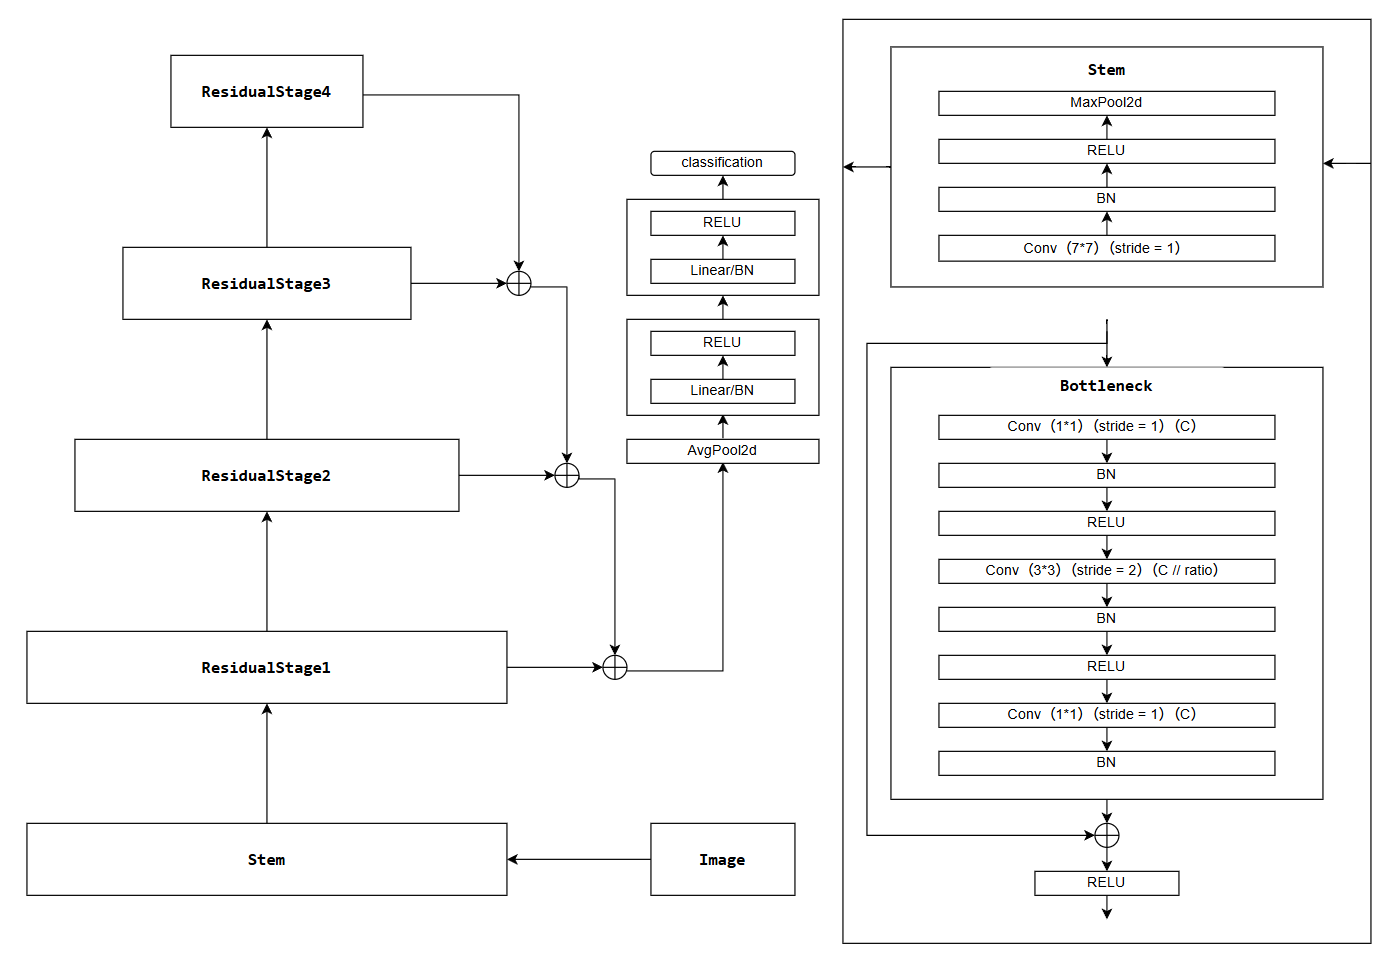 ResidualStage4
ResidualStage3
ResidualStage2
ResidualStage1
Stem
Image
classification
RELU
Linear/BN
RELU
Linear/BN
AvgPool2d
Stem
MaxPool2d
RELU
BN
Conv（7*7）（stride = 1）
Bottleneck
Conv（1*1）（stride = 1）（C）
BN
RELU
Conv（3*3）（stride = 2）（C // ratio）
BN
RELU
Conv（1*1）（stride = 1）（C）
BN
RELU